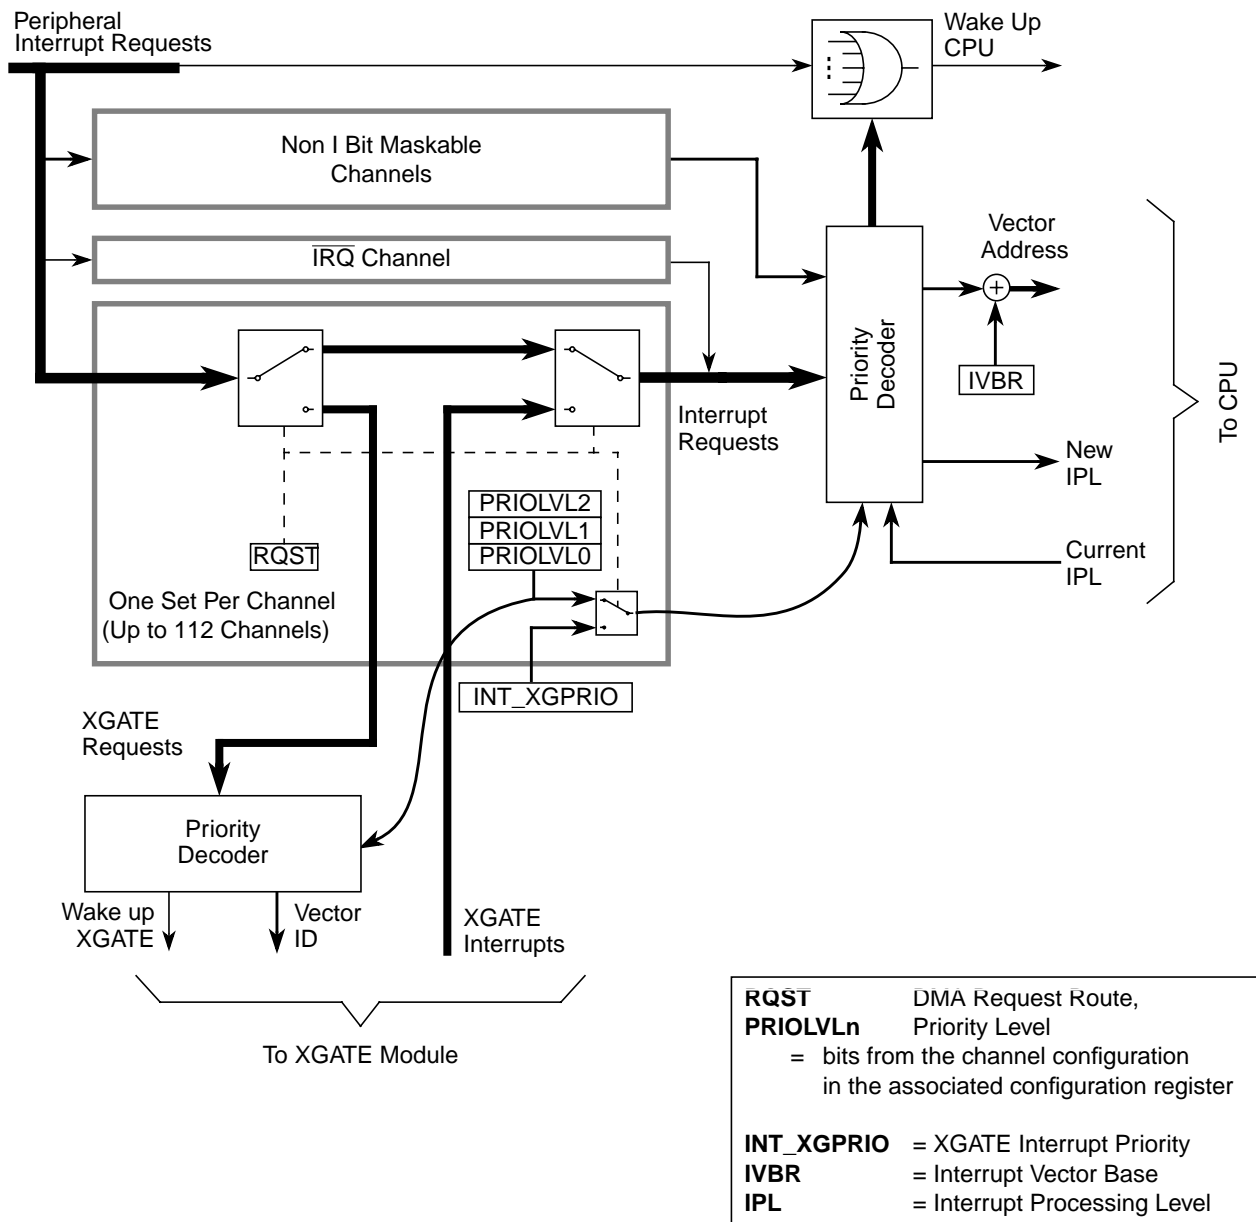 Peripheral
Interrupt Requests
Wake Up
CPU
Non I Bit Maskable
Channels
IRQ Channel
Vector
Address
Priority
Decoder
IVBR
To CPU
Interrupt
Requests
New
IPL
PRIOLVL2
PRIOLVL1
PRIOLVL0
RQST
Current
IPL
One Set Per Channel
(Up to 112 Channels)
INT_XGPRIO
XGATE
Requests
Priority
Decoder
Wake up
XGATE
Vector
ID
XGATE
Interrupts
To XGATE Module
RQST DMA Request Route,
PRIOLVLn Priority Level
= bits from the channel configuration
in the associated configuration register
INT_XGPRIO = XGATE Interrupt Priority
IVBR = Interrupt Vector Base
IPL = Interrupt Processing Level